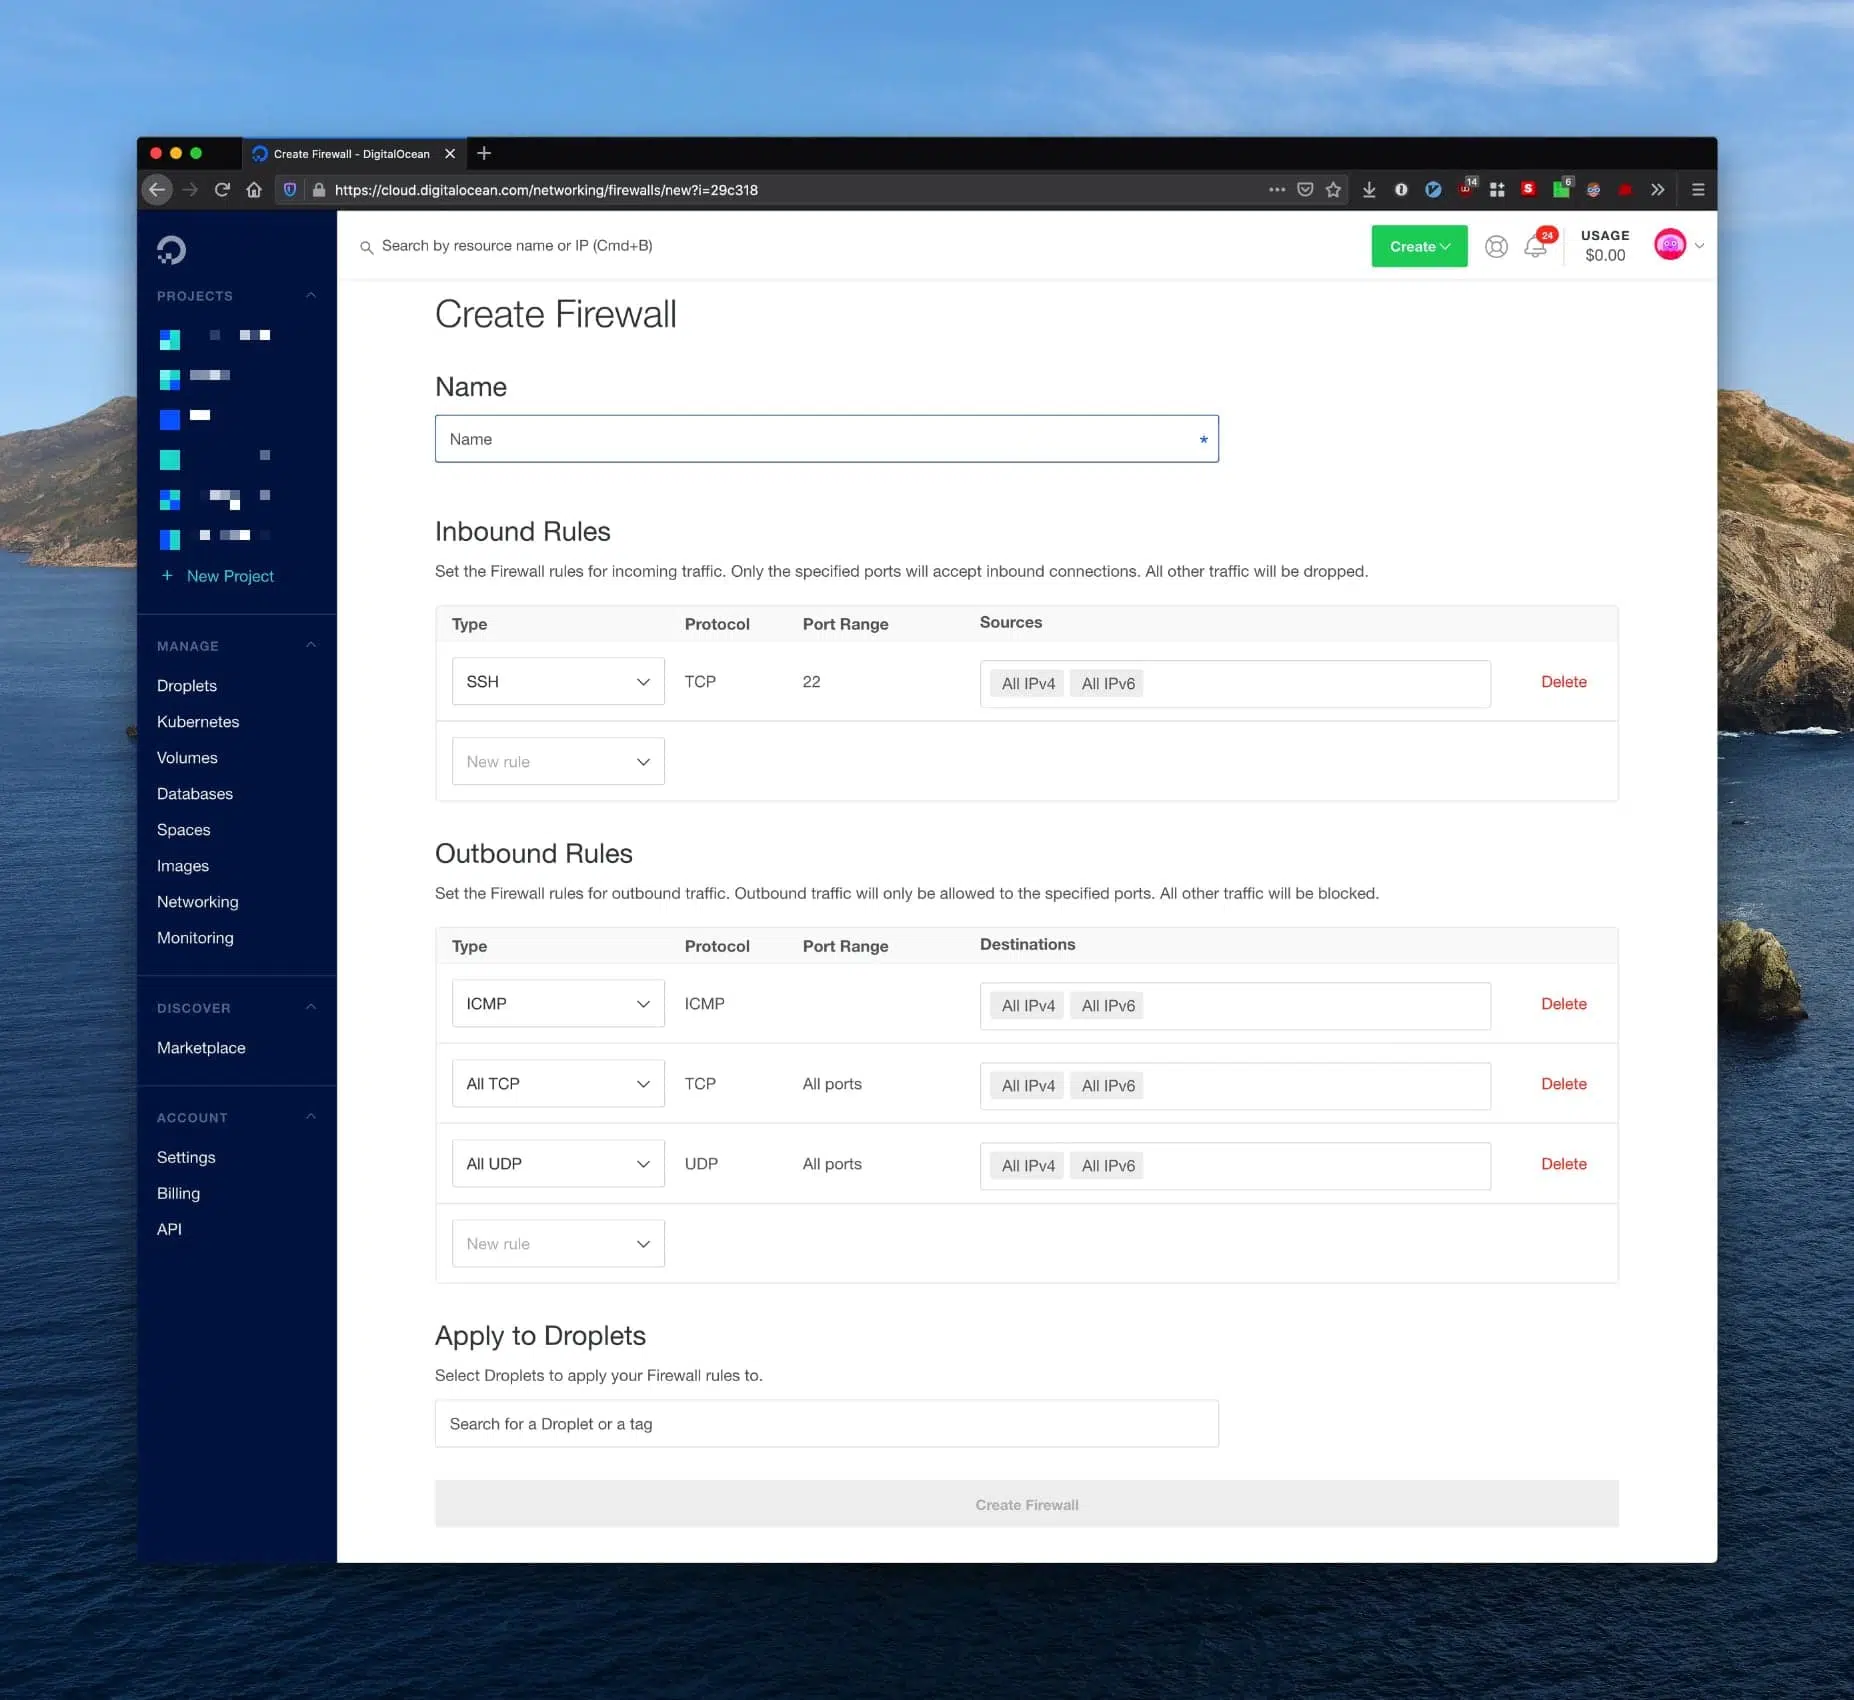 Create Firewall - DigitalOcean
https://cloud.digitalocean.com/networking/firewalls/new?i=29c318
14
S
6
Search by resource name or IP (Cmd+B)
Create
24
USAGE
$0.00
PROJECTS
+ New Project
MANAGE
Droplets
Kubernetes
Volumes
Databases
Spaces
Images
Networking
Monitoring
DISCOVER
Marketplace
ACCOUNT
Settings
Billing
API
Create Firewall
Name
Name *
Inbound Rules
Set the Firewall rules for incoming traffic. Only the specified ports will accept inbound connections. All other traffic will be dropped.
Type Protocol Port Range Sources
SSH TCP 22 All IPv4 All IPv6 Delete
New rule
Outbound Rules
Set the Firewall rules for outbound traffic. Outbound traffic will only be allowed to the specified ports. All other traffic will be blocked.
Type Protocol Port Range Destinations
ICMP ICMP All IPv4 All IPv6 Delete
All TCP TCP All ports All IPv4 All IPv6 Delete
All UDP UDP All ports All IPv4 All IPv6 Delete
New rule
Apply to Droplets
Select Droplets to apply your Firewall rules to.
Search for a Droplet or a tag
Create Firewall